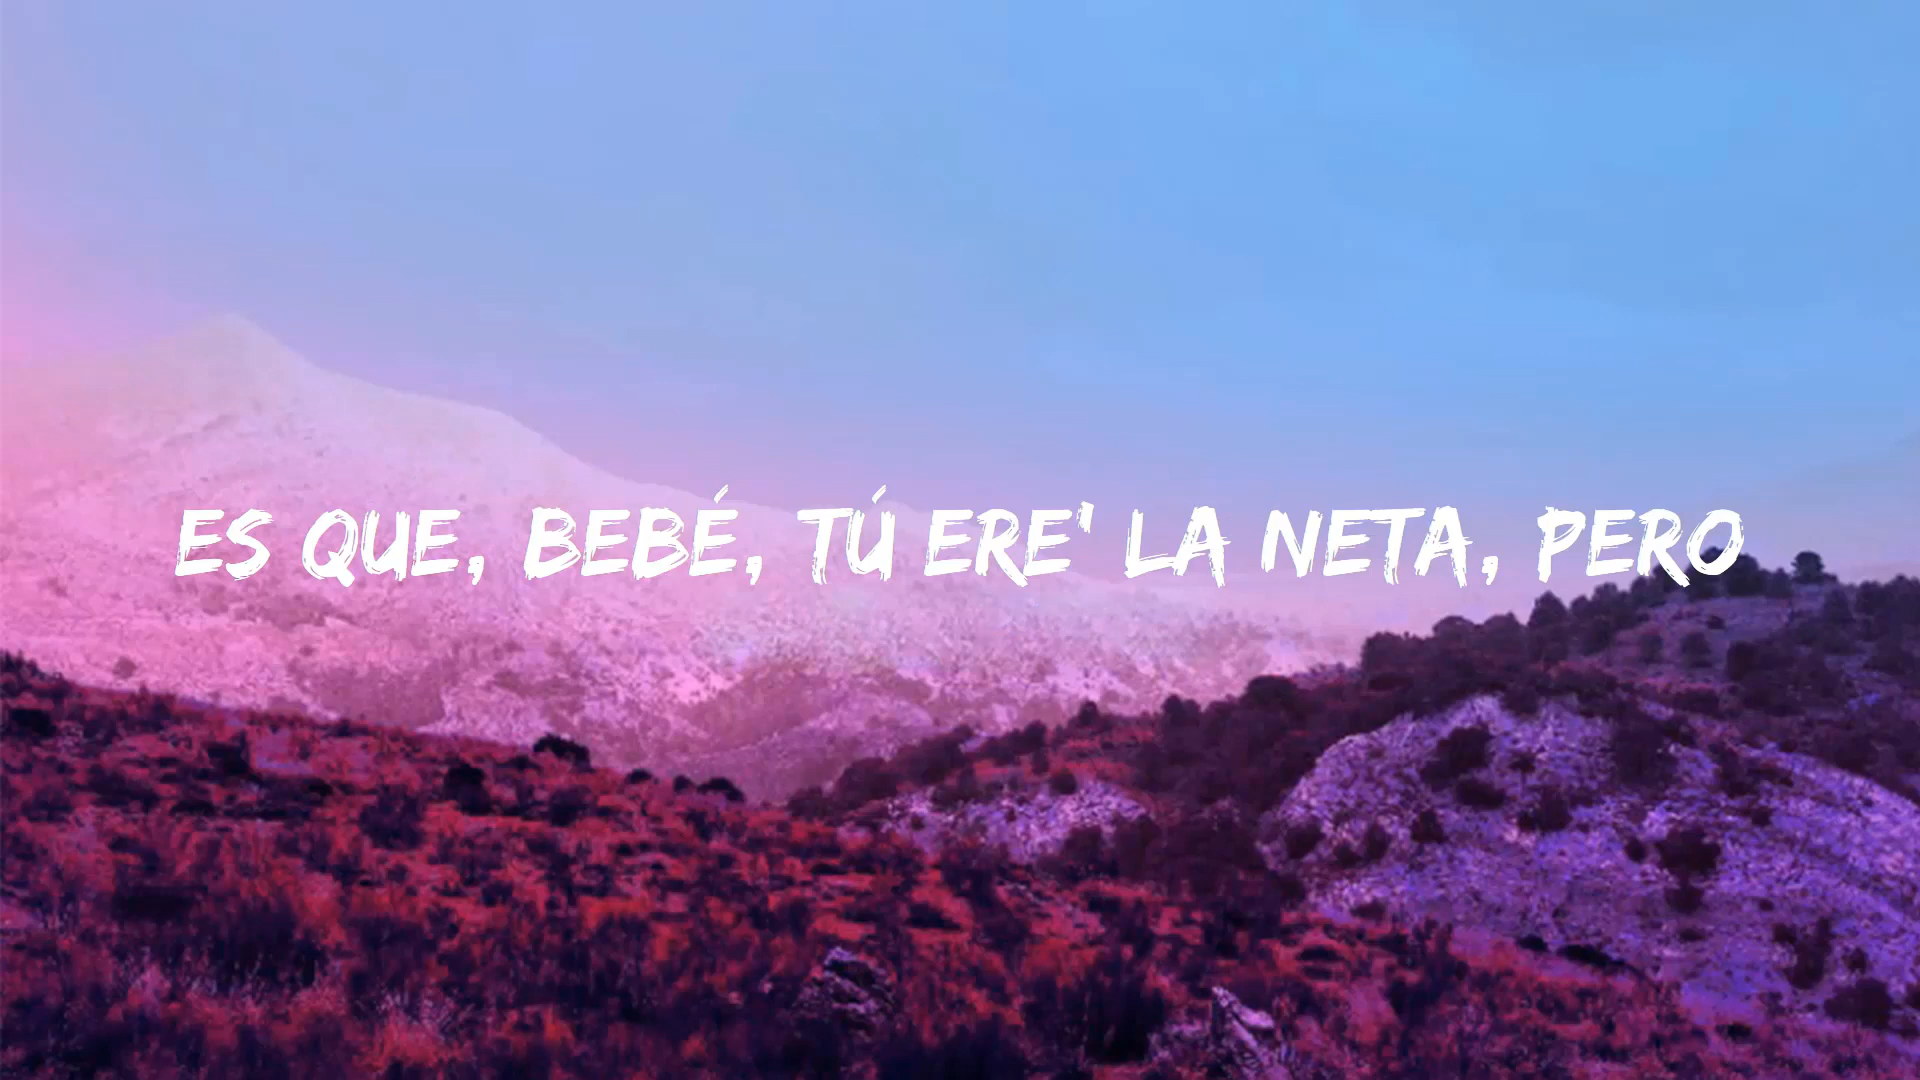 ES QUE, BEBÉ, TÚ ERE' LA NETA, PERO